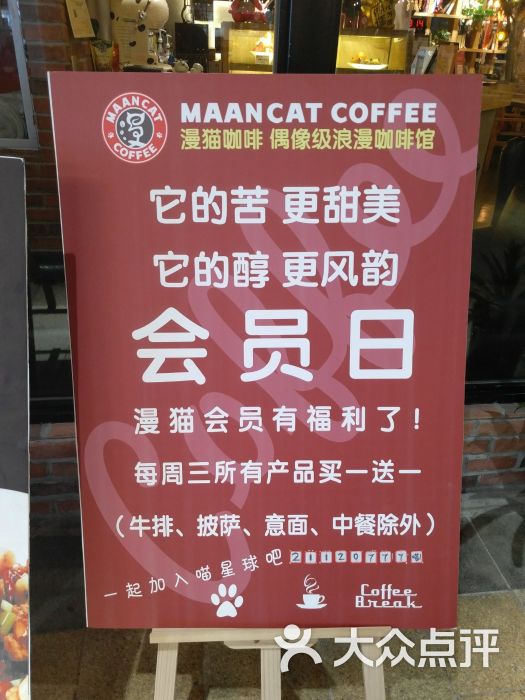 MAAN CAT
COFFEE
MAANCAT COFFEE
漫猫咖啡 偶像级浪漫咖啡馆
它的苦 更甜美
它的醇 更风韵
会员日
漫猫会员有福利了!
每周三所有产品买一送一
(牛排、披萨、意面、中餐除外)
一起加入喵星球吧
Coffee
Break
Coffee
大众点评